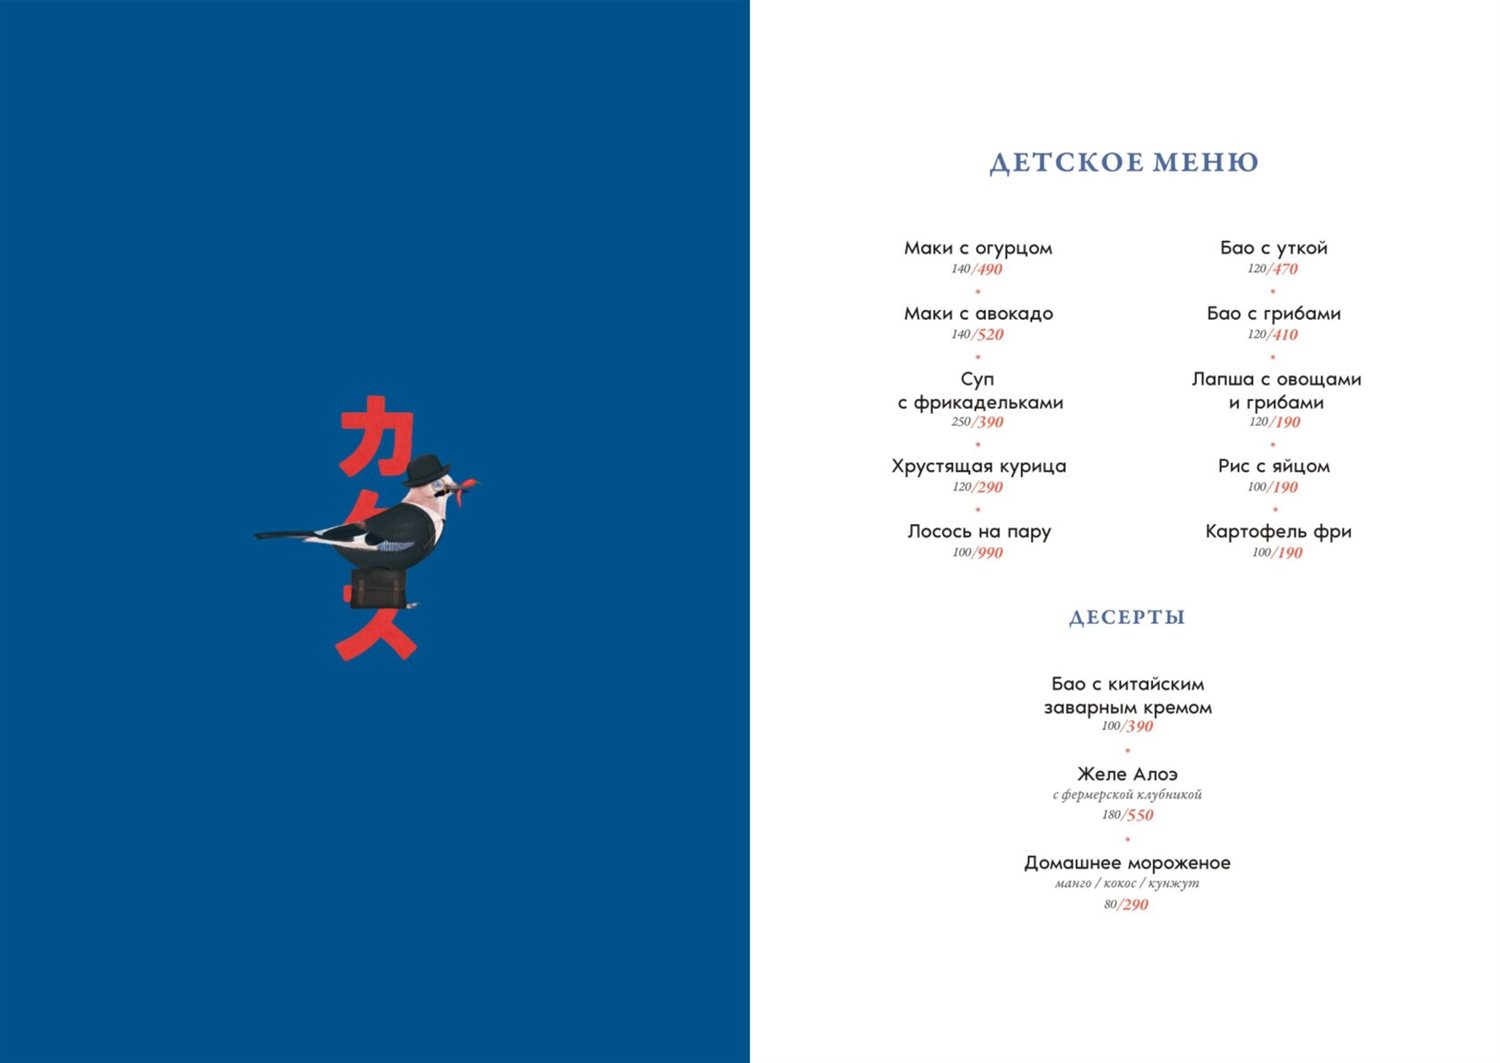 カ
ス
ДЕТСКОЕ МЕНЮ
Маки с огурцом
140/490
*
Маки с авокадо
140/520
*
Суп
с фрикадельками
250/390
*
Хрустящая курица
120/290
*
Лосось на пару
100/990
Бао с уткой
120/470
*
Бао с грибами
120/410
*
Лапша с овощами
и грибами
120/190
*
Рис с яйцом
100/190
*
Картофель фри
100/190
ДЕСЕРТЫ
Бао с китайским
заварным кремом
100/390
*
Желе Алоэ
с фермерской клубникой
180/550
*
Домашнее мороженое
манго / кокос / кунжут
80/290